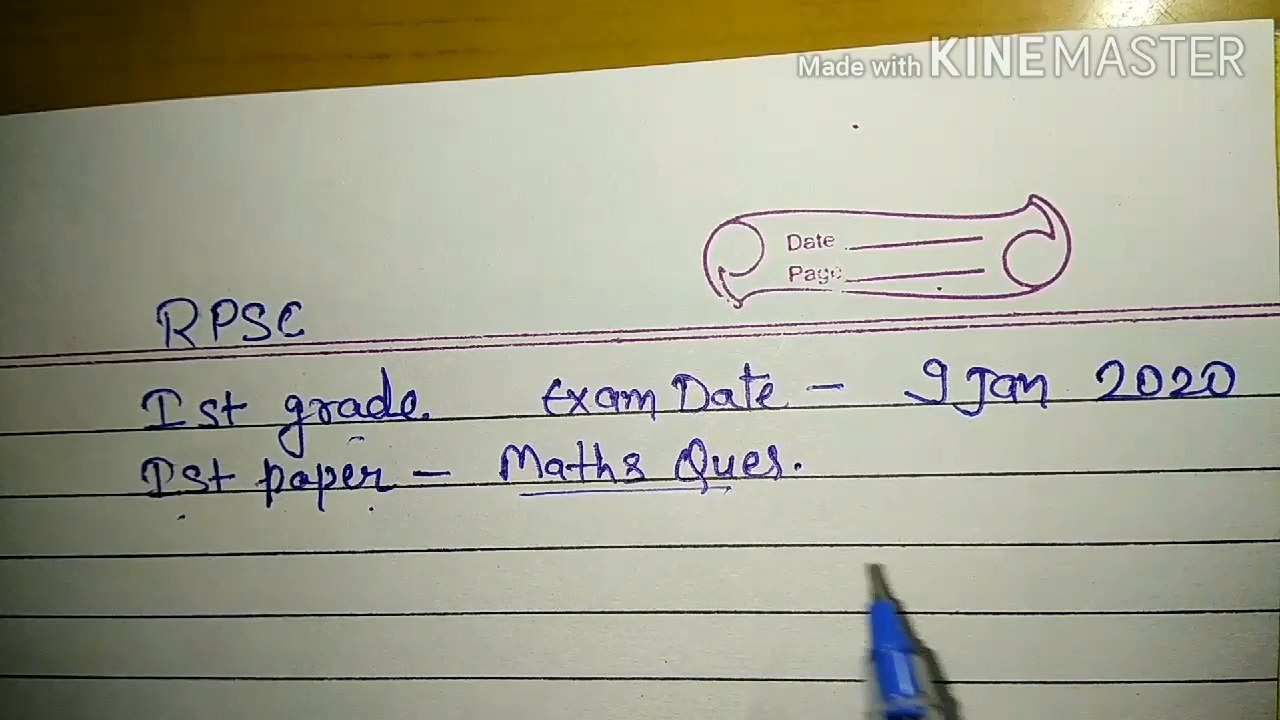 Made with KINEMASTER
Date
Page
RPSC
Ist grade. Exam Date - 9 Jan 2020
Ist paper - Maths Ques.